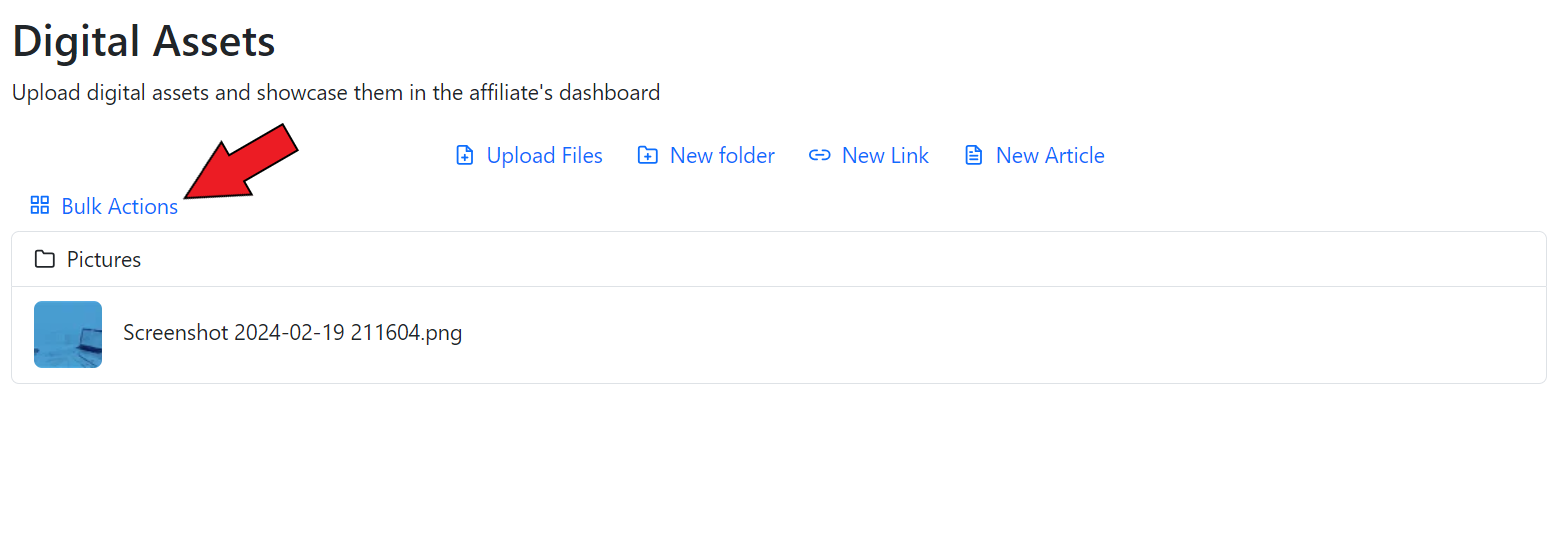 Digital Assets
Upload digital assets and showcase them in the affiliate's dashboard
Upload Files New folder New Link New Article
Bulk Actions
Pictures
Screenshot 2024-02-19 211604.png